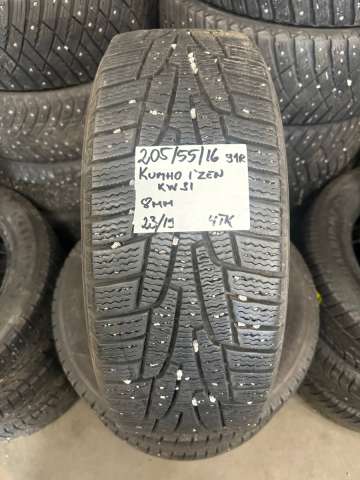 205/55/16 91R
KUMHO I'ZEN
KW31
8MM
23/19 4TK